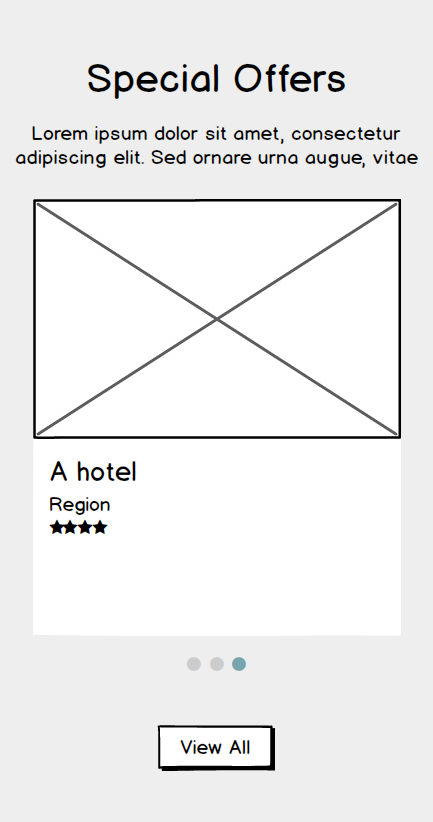 Special Offers
Lorem ipsum dolor sit amet, consectetur
adipiscing elit. Sed ornare urna augue, vitae
A hotel
Region
View All